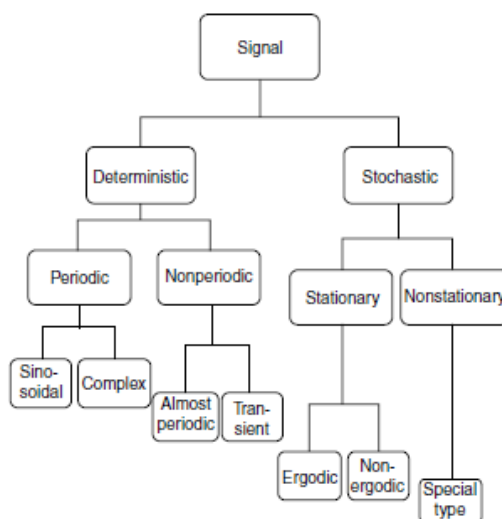 Signal
Deterministic
Stochastic
Periodic
Nonperiodic
Stationary
Nonstationary
Sino-
soidal
Complex
Almost
periodic
Tran-
sient
Ergodic
Non-
ergodic
Special
type